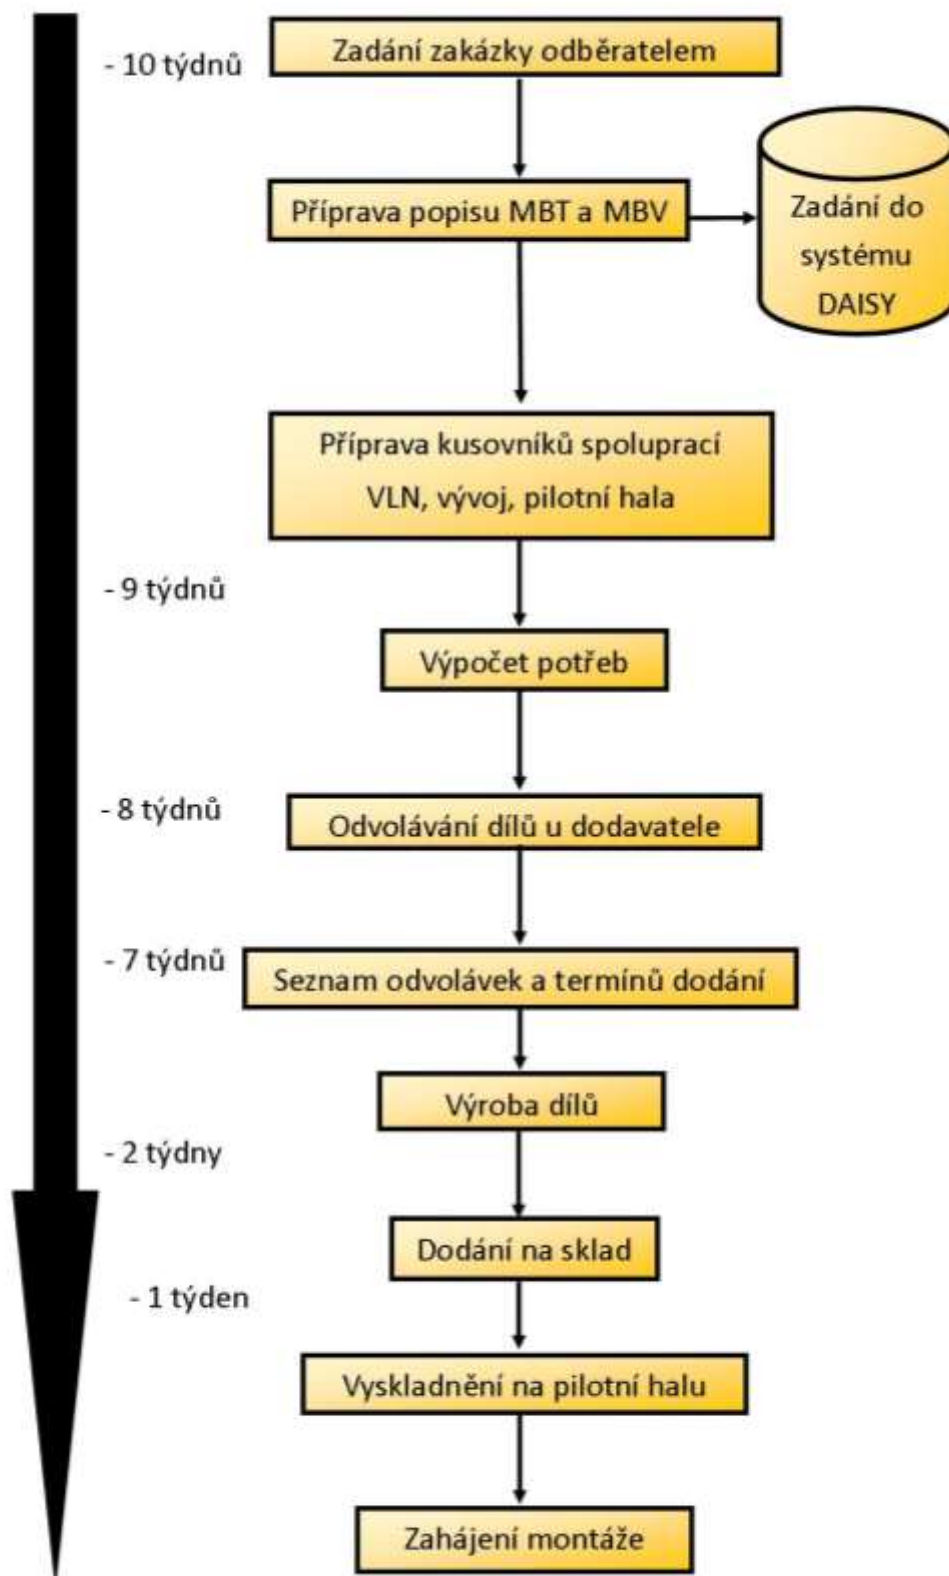 - 10 týdnů
Zadání zakázky odběratelem
Příprava popisu MBT a MBV
Zadání do
systému
DAISY
Příprava kusovníků spoluprací
VLN, vývoj, pilotní hala
- 9 týdnů
Výpočet potřeb
- 8 týdnů
Odvolávání dílů u dodavatele
- 7 týdnů
Seznam odvolávek a termínů dodání
Výroba dílů
- 2 týdny
Dodání na sklad
- 1 týden
Vyskladnění na pilotní halu
Zahájení montáže